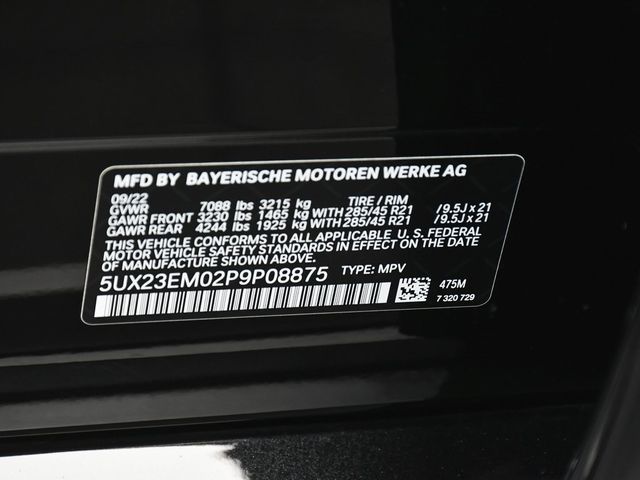 MFD BY BAYERISCHE MOTOREN WERKE AG
09/22 TIRE / RIM
GVWR 7088 lbs 3215 kg
GAWR FRONT 3230 lbs 1465 kg WITH 285/45 R21 /9.5J x 21
GAWR REAR 4244 lbs 1925 kg WITH 285/45 R21 /9.5J x 21
THIS VEHICLE CONFORMS TO ALL APPLICABLE U. S. FEDERAL
MOTOR VEHICLE SAFETY STANDARDS IN EFFECT ON THE DATE
OF MANUFACTURE SHOWN ABOVE.
5UX23EM02P9P08875 TYPE: MPV
475M
7 320 729